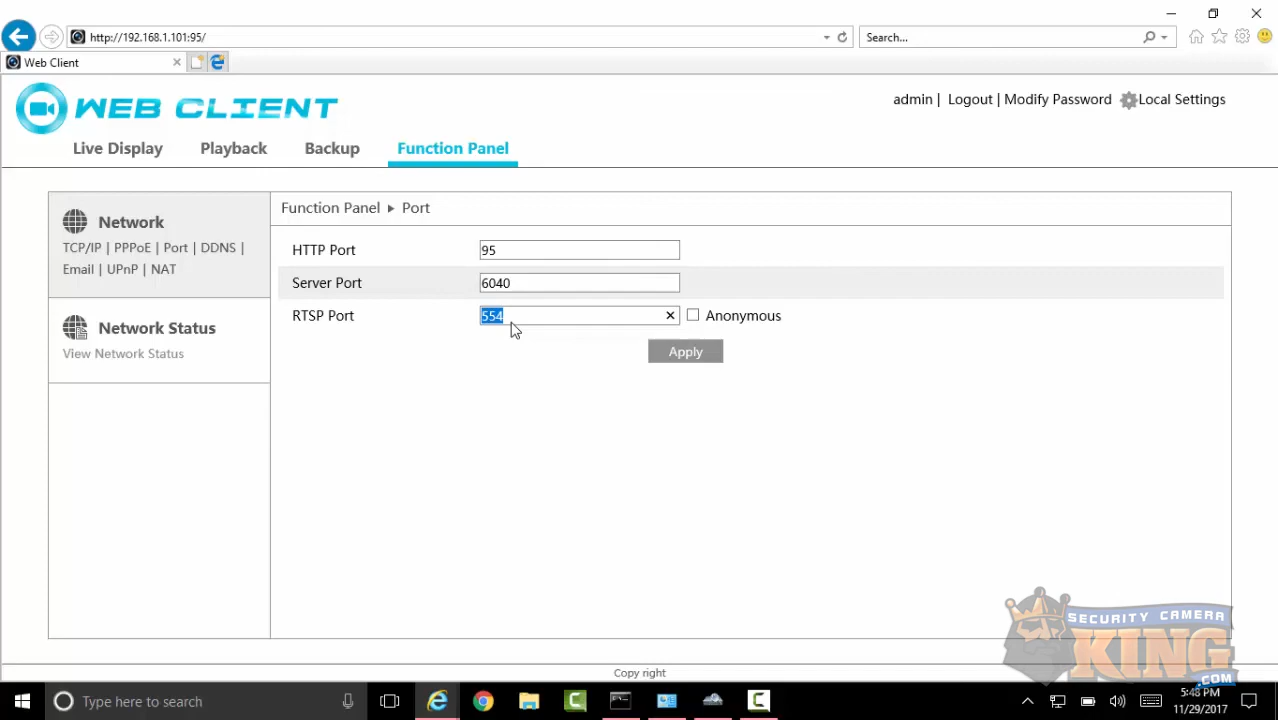 http://192.168.1.101:95/
Search...
Web Client
WEB CLIENT
admin | Logout | Modify Password Local Settings
Live Display Playback Backup Function Panel
Network
TCP/IP | PPPoE | Port | DDNS |
Email | UPnP | NAT
Network Status
View Network Status
Function Panel ▸ Port
HTTP Port 95
Server Port 6040
RTSP Port 554 Anonymous
Apply
SECURITY CAMERA
KING
.COM
Copy right
Type here to search
5:48 PM
11/29/2017